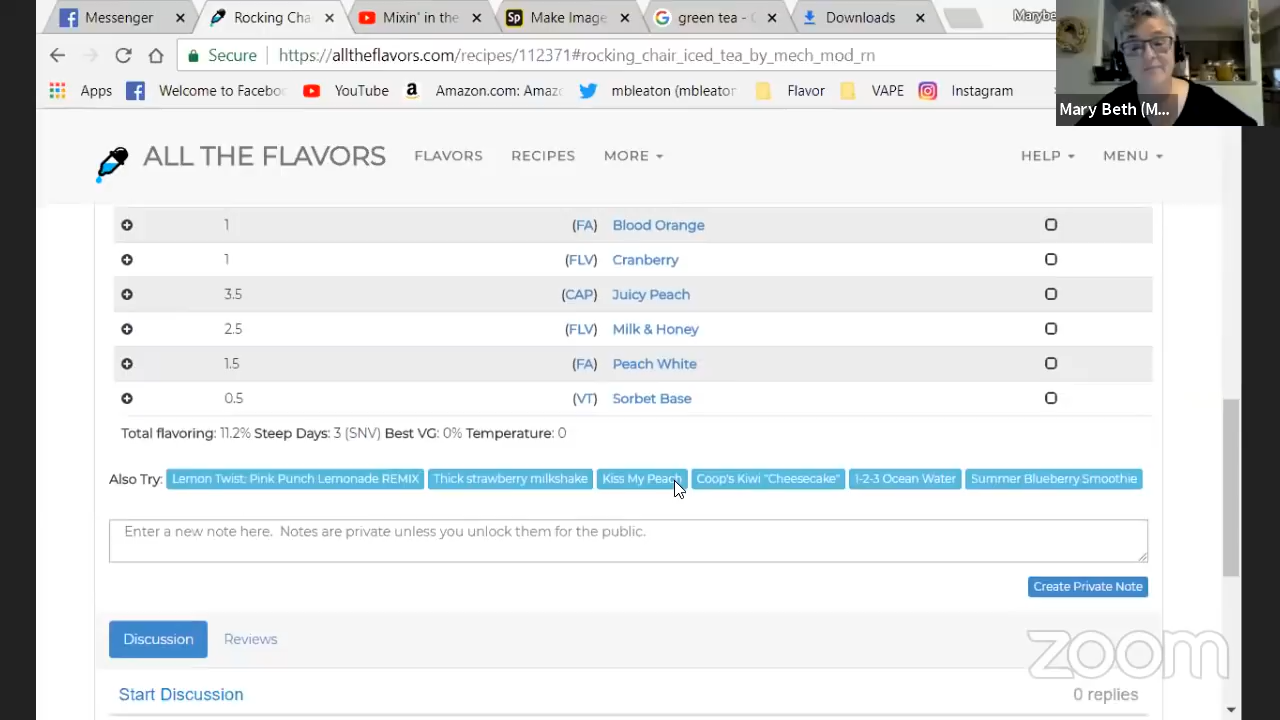 Messenger × Rocking Cha × Mixin' in the × Make Image × green tea - × Downloads × Marybe
Secure https://alltheflavors.com/recipes/112371#rocking_chair_iced_tea_by_mech_mod_rn
Apps Welcome to Facebo YouTube Amazon.com: Amaz mbleaton (mbleator Flavor VAPE Instagram
Mary Beth (M...
ALL THE FLAVORS FLAVORS RECIPES MORE HELP MENU
1 (FA) Blood Orange
1 (FLV) Cranberry
3.5 (CAP) Juicy Peach
2.5 (FLV) Milk & Honey
1.5 (FA) Peach White
0.5 (VT) Sorbet Base
Total flavoring: 11.2% Steep Days: 3 (SNV) Best VG: 0% Temperature: 0
Also Try: Lemon Twist; Pink Punch Lemonade REMIX Thick strawberry milkshake Kiss My Peach Coop's Kiwi "Cheesecake" 1-2-3 Ocean Water Summer Blueberry Smoothie
Enter a new note here. Notes are private unless you unlock them for the public.
Create Private Note
Discussion Reviews
zoom
Start Discussion 0 replies